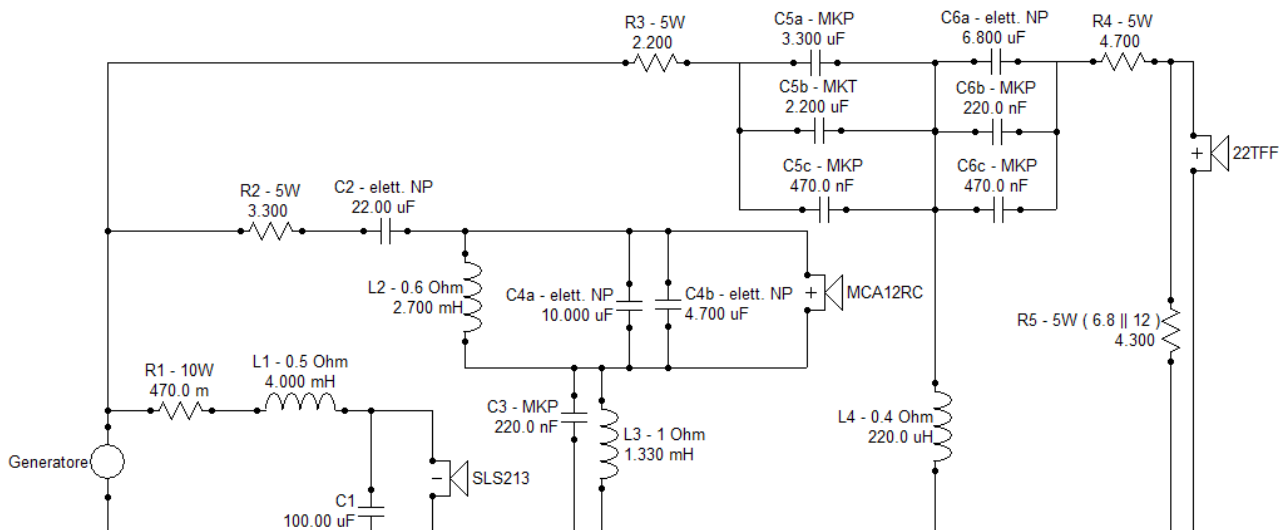 R3 - 5W
2.200
C5a - MKP
3.300 uF
C6a - elett. NP
6.800 uF
R4 - 5W
4.700
C5b - MKT
2.200 uF
C6b - MKP
220.0 nF
+
22TFF
C5c - MKP
470.0 nF
C6c - MKP
470.0 nF
R2 - 5W
3.300
C2 - elett. NP
22.00 uF
L2 - 0.6 Ohm
2.700 mH
C4a - elett. NP
10.000 uF
C4b - elett. NP
4.700 uF
+
MCA12RC
R5 - 5W ( 6.8 || 12 )
4.300
R1 - 10W
470.0 m
L1 - 0.5 Ohm
4.000 mH
C3 - MKP
220.0 nF
L3 - 1 Ohm
1.330 mH
L4 - 0.4 Ohm
220.0 uH
Generatore
-
SLS213
C1
100.00 uF